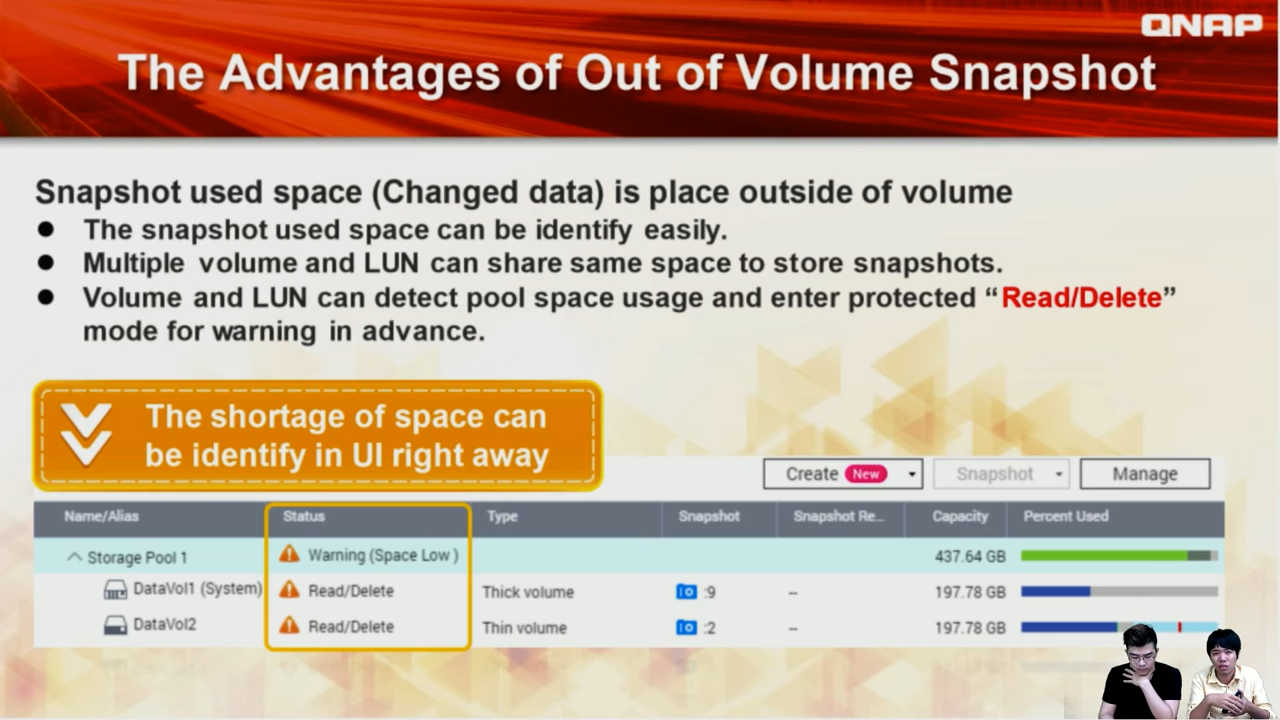 QNAP
The Advantages of Out of Volume Snapshot
Snapshot used space (Changed data) is place outside of volume
● The snapshot used space can be identify easily.
● Multiple volume and LUN can share same space to store snapshots.
● Volume and LUN can detect pool space usage and enter protected “Read/Delete”
mode for warning in advance.
The shortage of space can
be identify in UI right away
Create New Snapshot Manage
Name/Alias Status Type Snapshot Snapshot Re... Capacity Percent Used
Storage Pool 1 Warning (Space Low ) 437.64 GB
DataVol1 (System) Read/Delete Thick volume :9 -- 197.78 GB
DataVol2 Read/Delete Thin volume :2 -- 197.78 GB